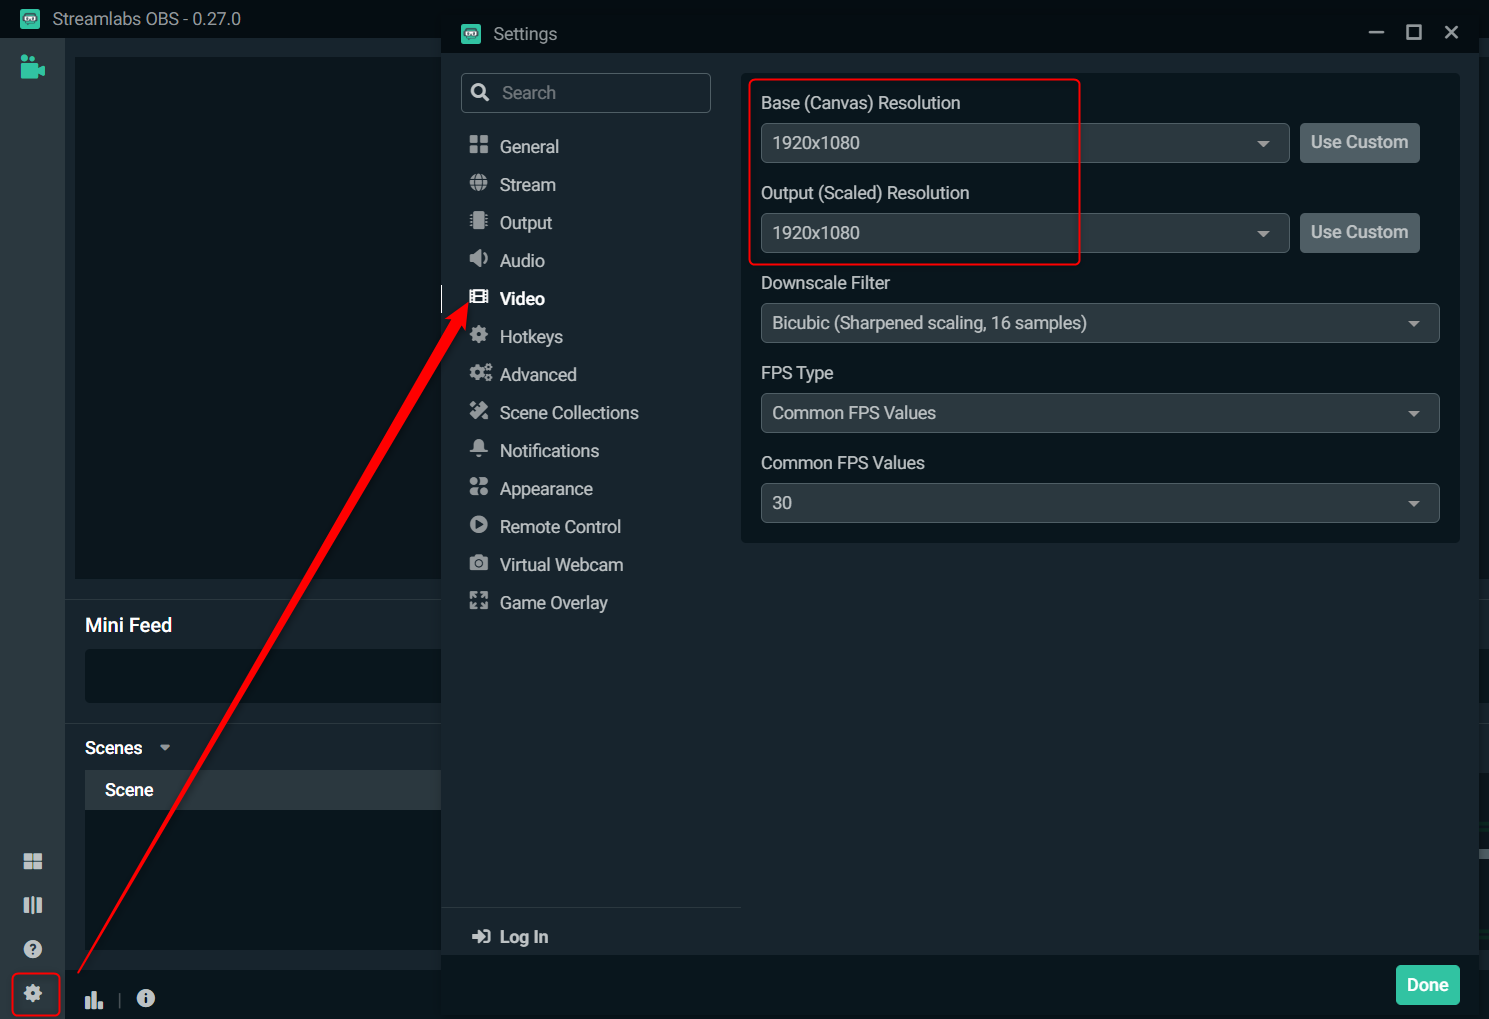 Streamlabs OBS - 0.27.0
Settings
Search
General
Stream
Output
Audio
Video
Hotkeys
Advanced
Scene Collections
Notifications
Appearance
Remote Control
Virtual Webcam
Game Overlay
Log In
Base (Canvas) Resolution
1920x1080
Use Custom
Output (Scaled) Resolution
1920x1080
Use Custom
Downscale Filter
Bicubic (Sharpened scaling, 16 samples)
FPS Type
Common FPS Values
Common FPS Values
30
Mini Feed
Scenes
Scene
Done